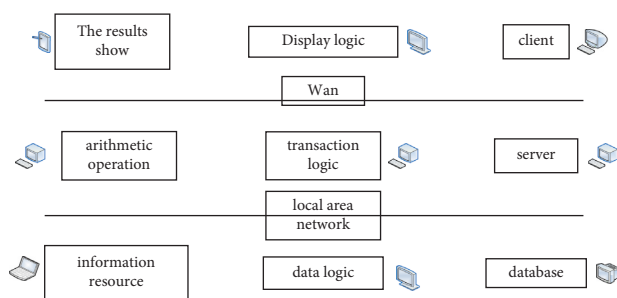 The results
show
Display logic
client
Wan
arithmetic
operation
transaction
logic
server
local area
network
information
resource
data logic
database